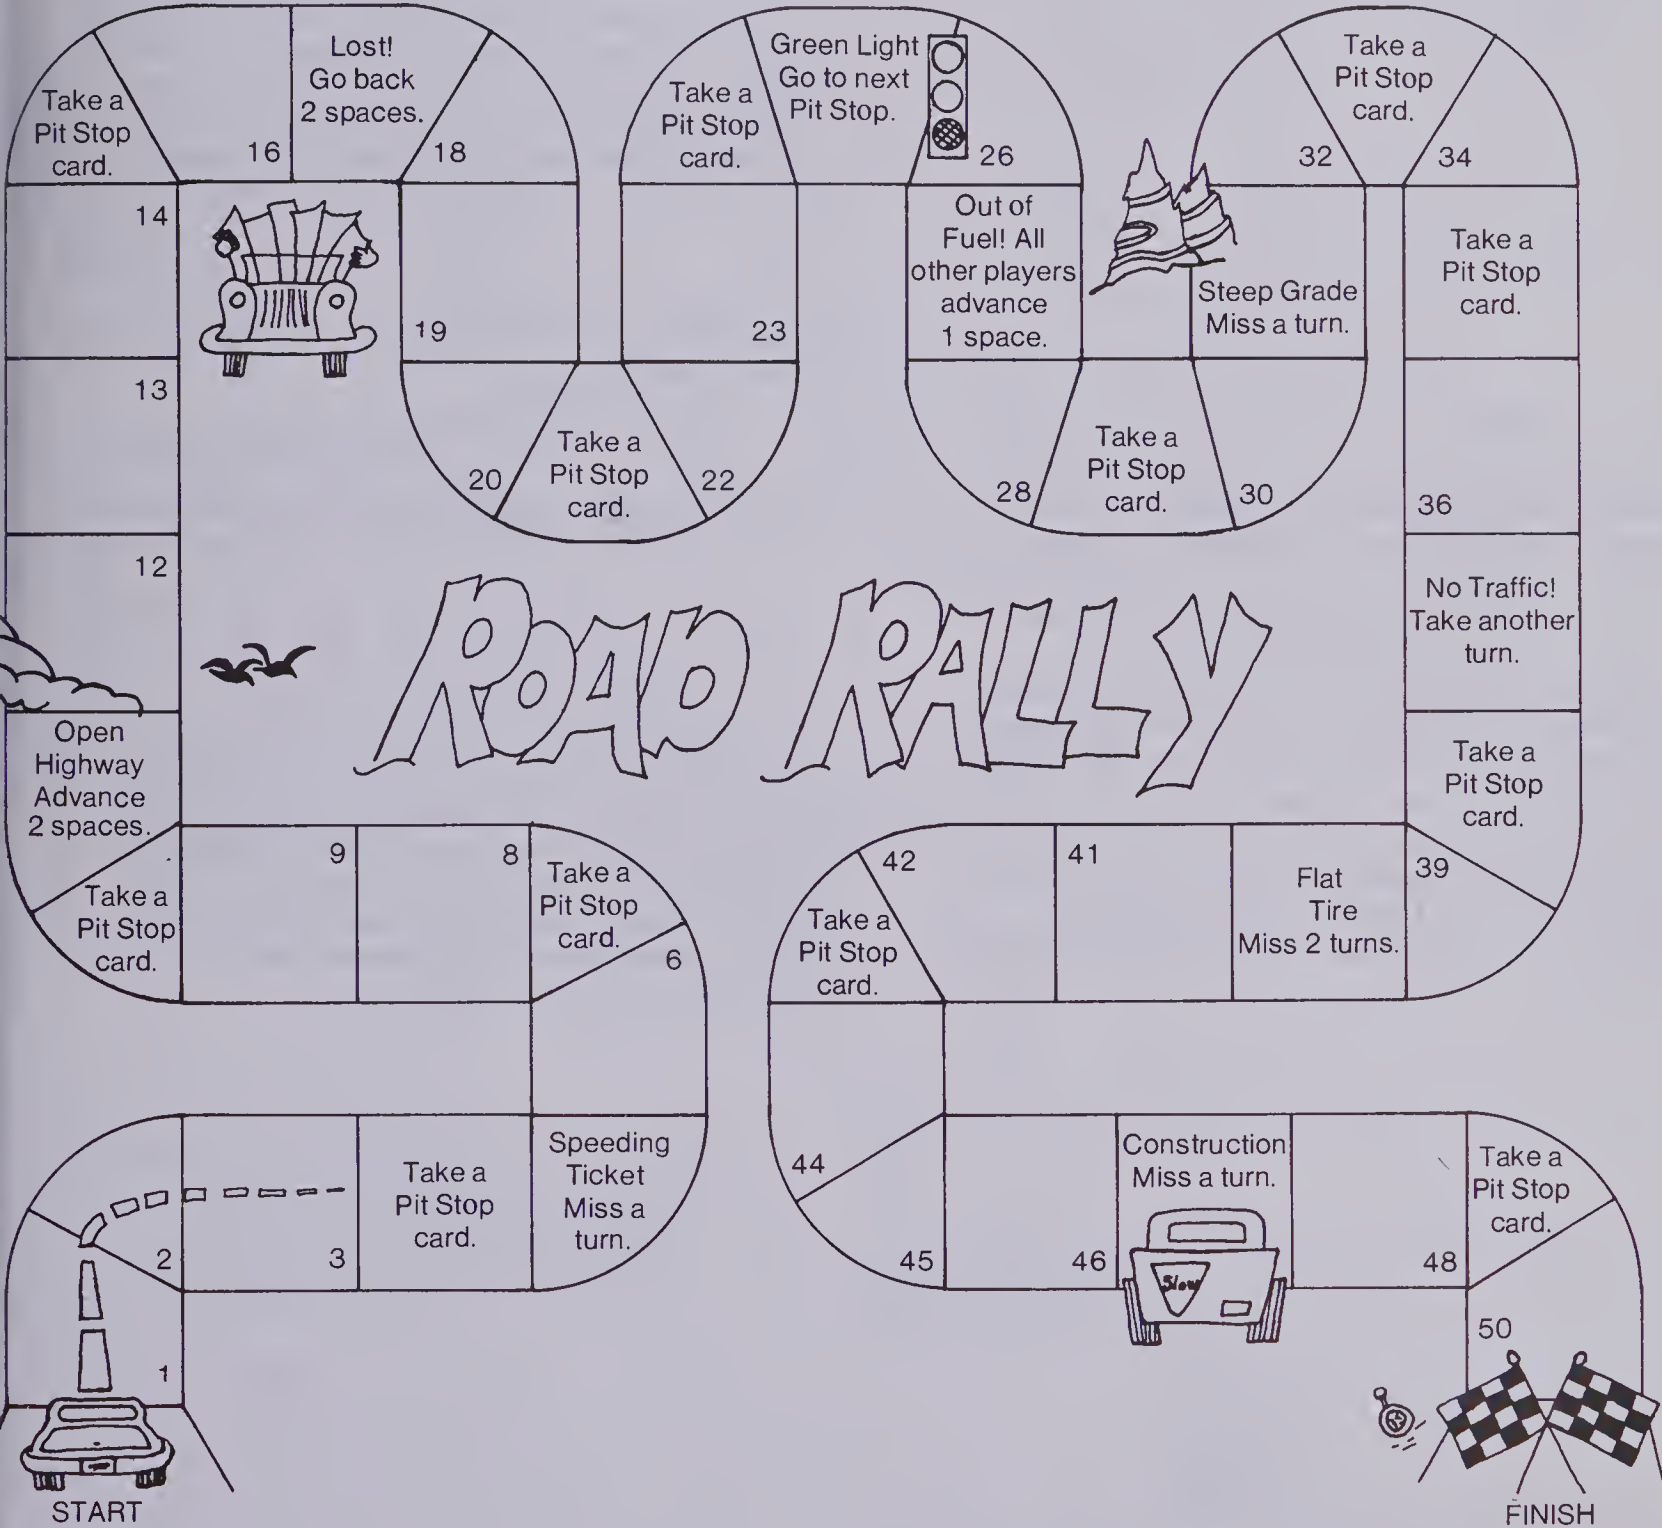 START
1
2
3
Take a
Pit Stop
card.
Speeding
Ticket
Miss a
turn.
6
Take a
Pit Stop
card.
8
9
Take a
Pit Stop
card.
Open
Highway
Advance
2 spaces.
12
13
14
Take a
Pit Stop
card.
16
Lost!
Go back
2 spaces.
18
19
20
Take a
Pit Stop
card.
22
23
Take a
Pit Stop
card.
Green Light
Go to next
Pit Stop.
26
Out of
Fuel! All
other players
advance
1 space.
28
Take a
Pit Stop
card.
30
Steep Grade
Miss a turn.
32
Take a
Pit Stop
card.
34
Take a
Pit Stop
card.
36
No Traffic!
Take another
turn.
Take a
Pit Stop
card.
39
Flat
Tire
Miss 2 turns.
41
42
Take a
Pit Stop
card.
44
45
46
Construction
Miss a turn.
Slow
48
Take a
Pit Stop
card.
50
FINISH
ROAD RALLY